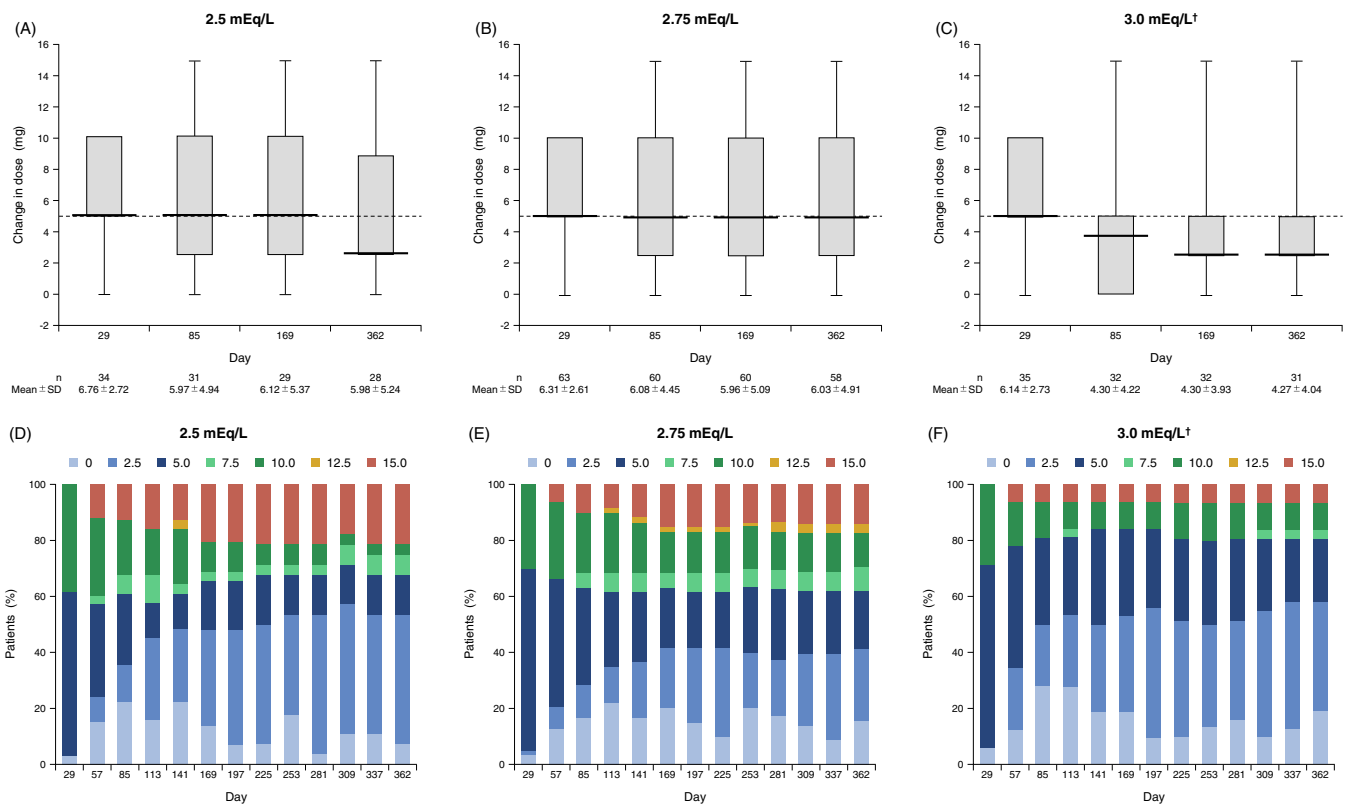 (A)
2.5 mEq/L
Change in dose (mg)
16
14
12
10
8
6
4
2
0
-2
29 85 169 362
Day
n 34 31 29 28
Mean ± SD 6.76 ± 2.72 5.97 ± 4.94 6.12 ± 5.37 5.98 ± 5.24
(B)
2.75 mEq/L
Change in dose (mg)
16
14
12
10
8
6
4
2
0
-2
29 85 169 362
Day
n 63 60 60 58
Mean ± SD 6.31 ± 2.61 6.08 ± 4.45 5.96 ± 5.09 6.03 ± 4.91
(C)
3.0 mEq/L†
Change in dose (mg)
16
14
12
10
8
6
4
2
0
-2
29 85 169 362
Day
n 35 32 32 31
Mean ± SD 6.14 ± 2.73 4.30 ± 4.22 4.30 ± 3.93 4.27 ± 4.04
(D)
2.5 mEq/L
0 2.5 5.0 7.5 10.0 12.5 15.0
Patients (%)
100
80
60
40
20
0
29 57 85 113 141 169 197 225 253 281 309 337 362
Day
(E)
2.75 mEq/L
0 2.5 5.0 7.5 10.0 12.5 15.0
Patients (%)
100
80
60
40
20
0
29 57 85 113 141 169 197 225 253 281 309 337 362
Day
(F)
3.0 mEq/L†
0 2.5 5.0 7.5 10.0 12.5 15.0
Patients (%)
100
80
60
40
20
0
29 57 85 113 141 169 197 225 253 281 309 337 362
Day